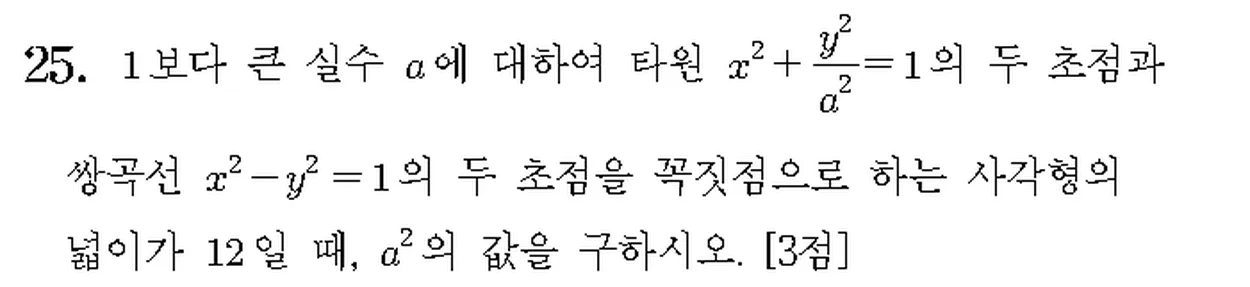 25. 1보다 큰 실수 a에 대하여 타원 x²+y²/a²=1의 두 초점과
쌍곡선 x²-y²=1의 두 초점을 꼭짓점으로 하는 사각형의
넓이가 12일 때, a²의 값을 구하시오. [3점]